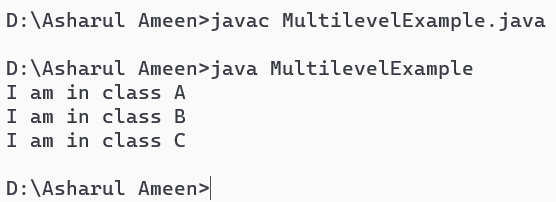 D:\Asharul Ameen>javac MultilevelExample.java
D:\Asharul Ameen>java MultilevelExample
I am in class A
I am in class B
I am in class C
D:\Asharul Ameen>